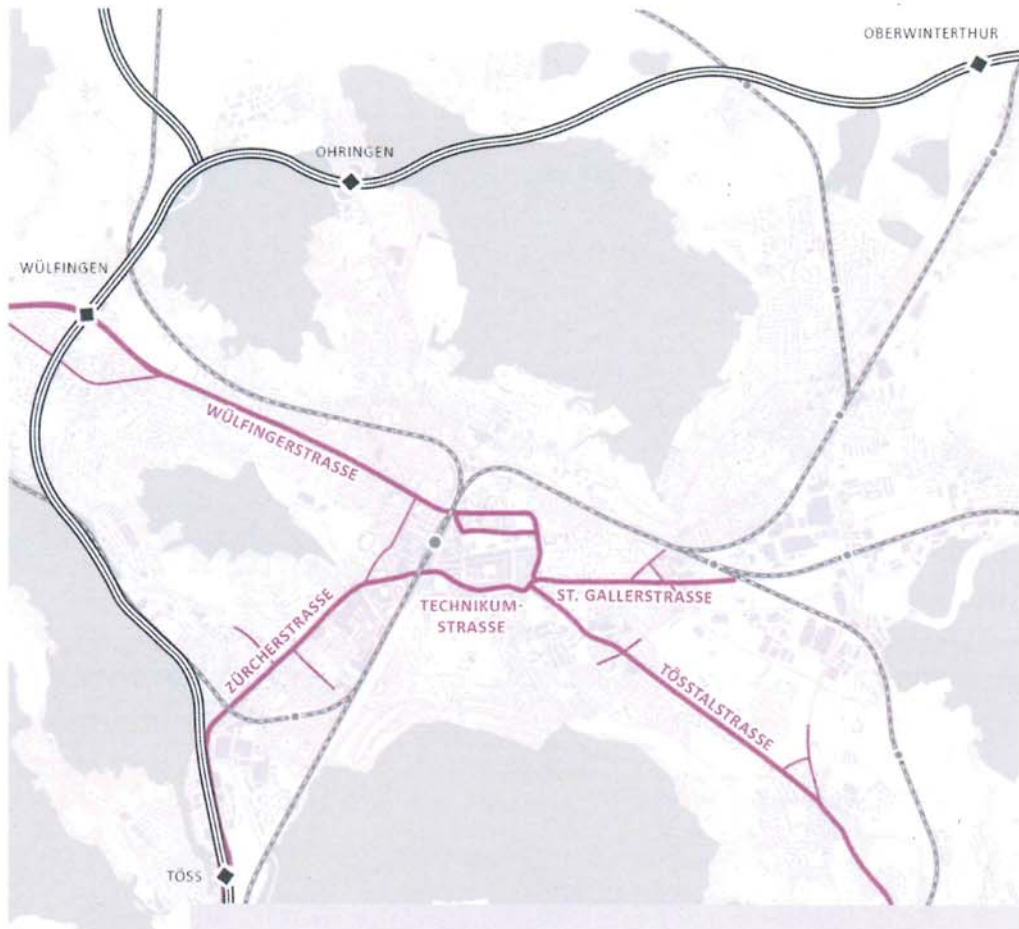 OBERWINTERTHUR
OHRINGEN
WÜLFINGEN
WÜLFINGERSTRASSE
ZÜRCHERSTRASSE
TECHNIKUM-
STRASSE
ST. GALLERSTRASSE
TÖSSTALSTRASSE
TÖSS